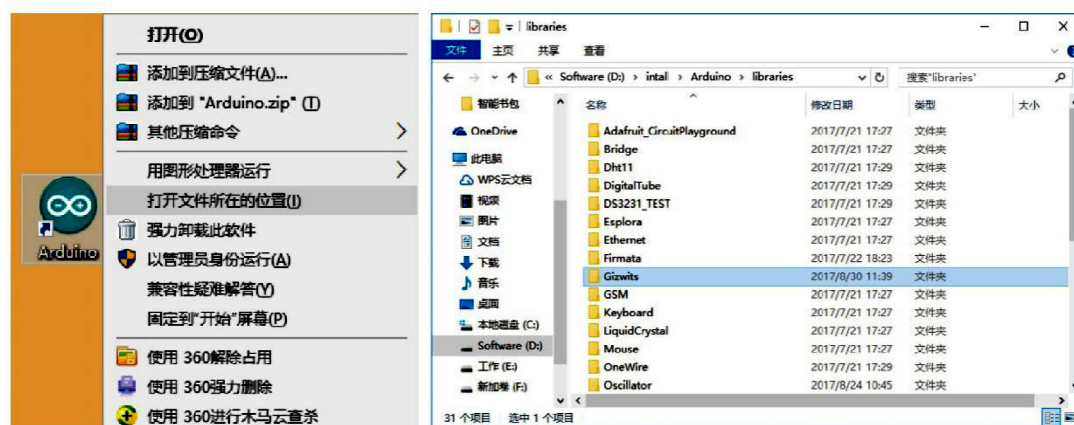 打开(O)
添加到压缩文件(A)...
添加到 "Arduino.zip" (T)
其他压缩命令
用图形处理器运行
打开文件所在的位置(I)
强力卸载此软件
以管理员身份运行(A)
兼容性疑难解答(Y)
固定到"开始"屏幕(P)
使用 360解除占用
使用 360强力删除
使用 360进行木马云查杀
Arduino
libraries
文件 主页 共享 查看
« Software (D:) › intall › Arduino › libraries
搜索"libraries"
智能书包
OneDrive
此电脑
WPS云文档
视频
图片
文档
下载
音乐
桌面
本地磁盘 (C:)
Software (D:)
工作 (E:)
新加卷 (F:)
名称 修改日期 类型 大小
Adafruit_CircuitPlayground 2017/7/21 17:27 文件夹
Bridge 2017/7/21 17:27 文件夹
Dht11 2017/7/21 17:29 文件夹
DigitalTube 2017/7/21 17:29 文件夹
DS3231_TEST 2017/7/21 17:29 文件夹
Esplora 2017/7/21 17:27 文件夹
Ethernet 2017/7/21 17:27 文件夹
Firmata 2017/7/22 18:23 文件夹
Gizwits 2017/8/30 11:39 文件夹
GSM 2017/7/21 17:27 文件夹
Keyboard 2017/7/21 17:27 文件夹
LiquidCrystal 2017/7/21 17:27 文件夹
Mouse 2017/7/21 17:27 文件夹
OneWire 2017/7/21 17:29 文件夹
Oscillator 2017/8/24 10:45 文件夹
31 个项目 选中 1 个项目